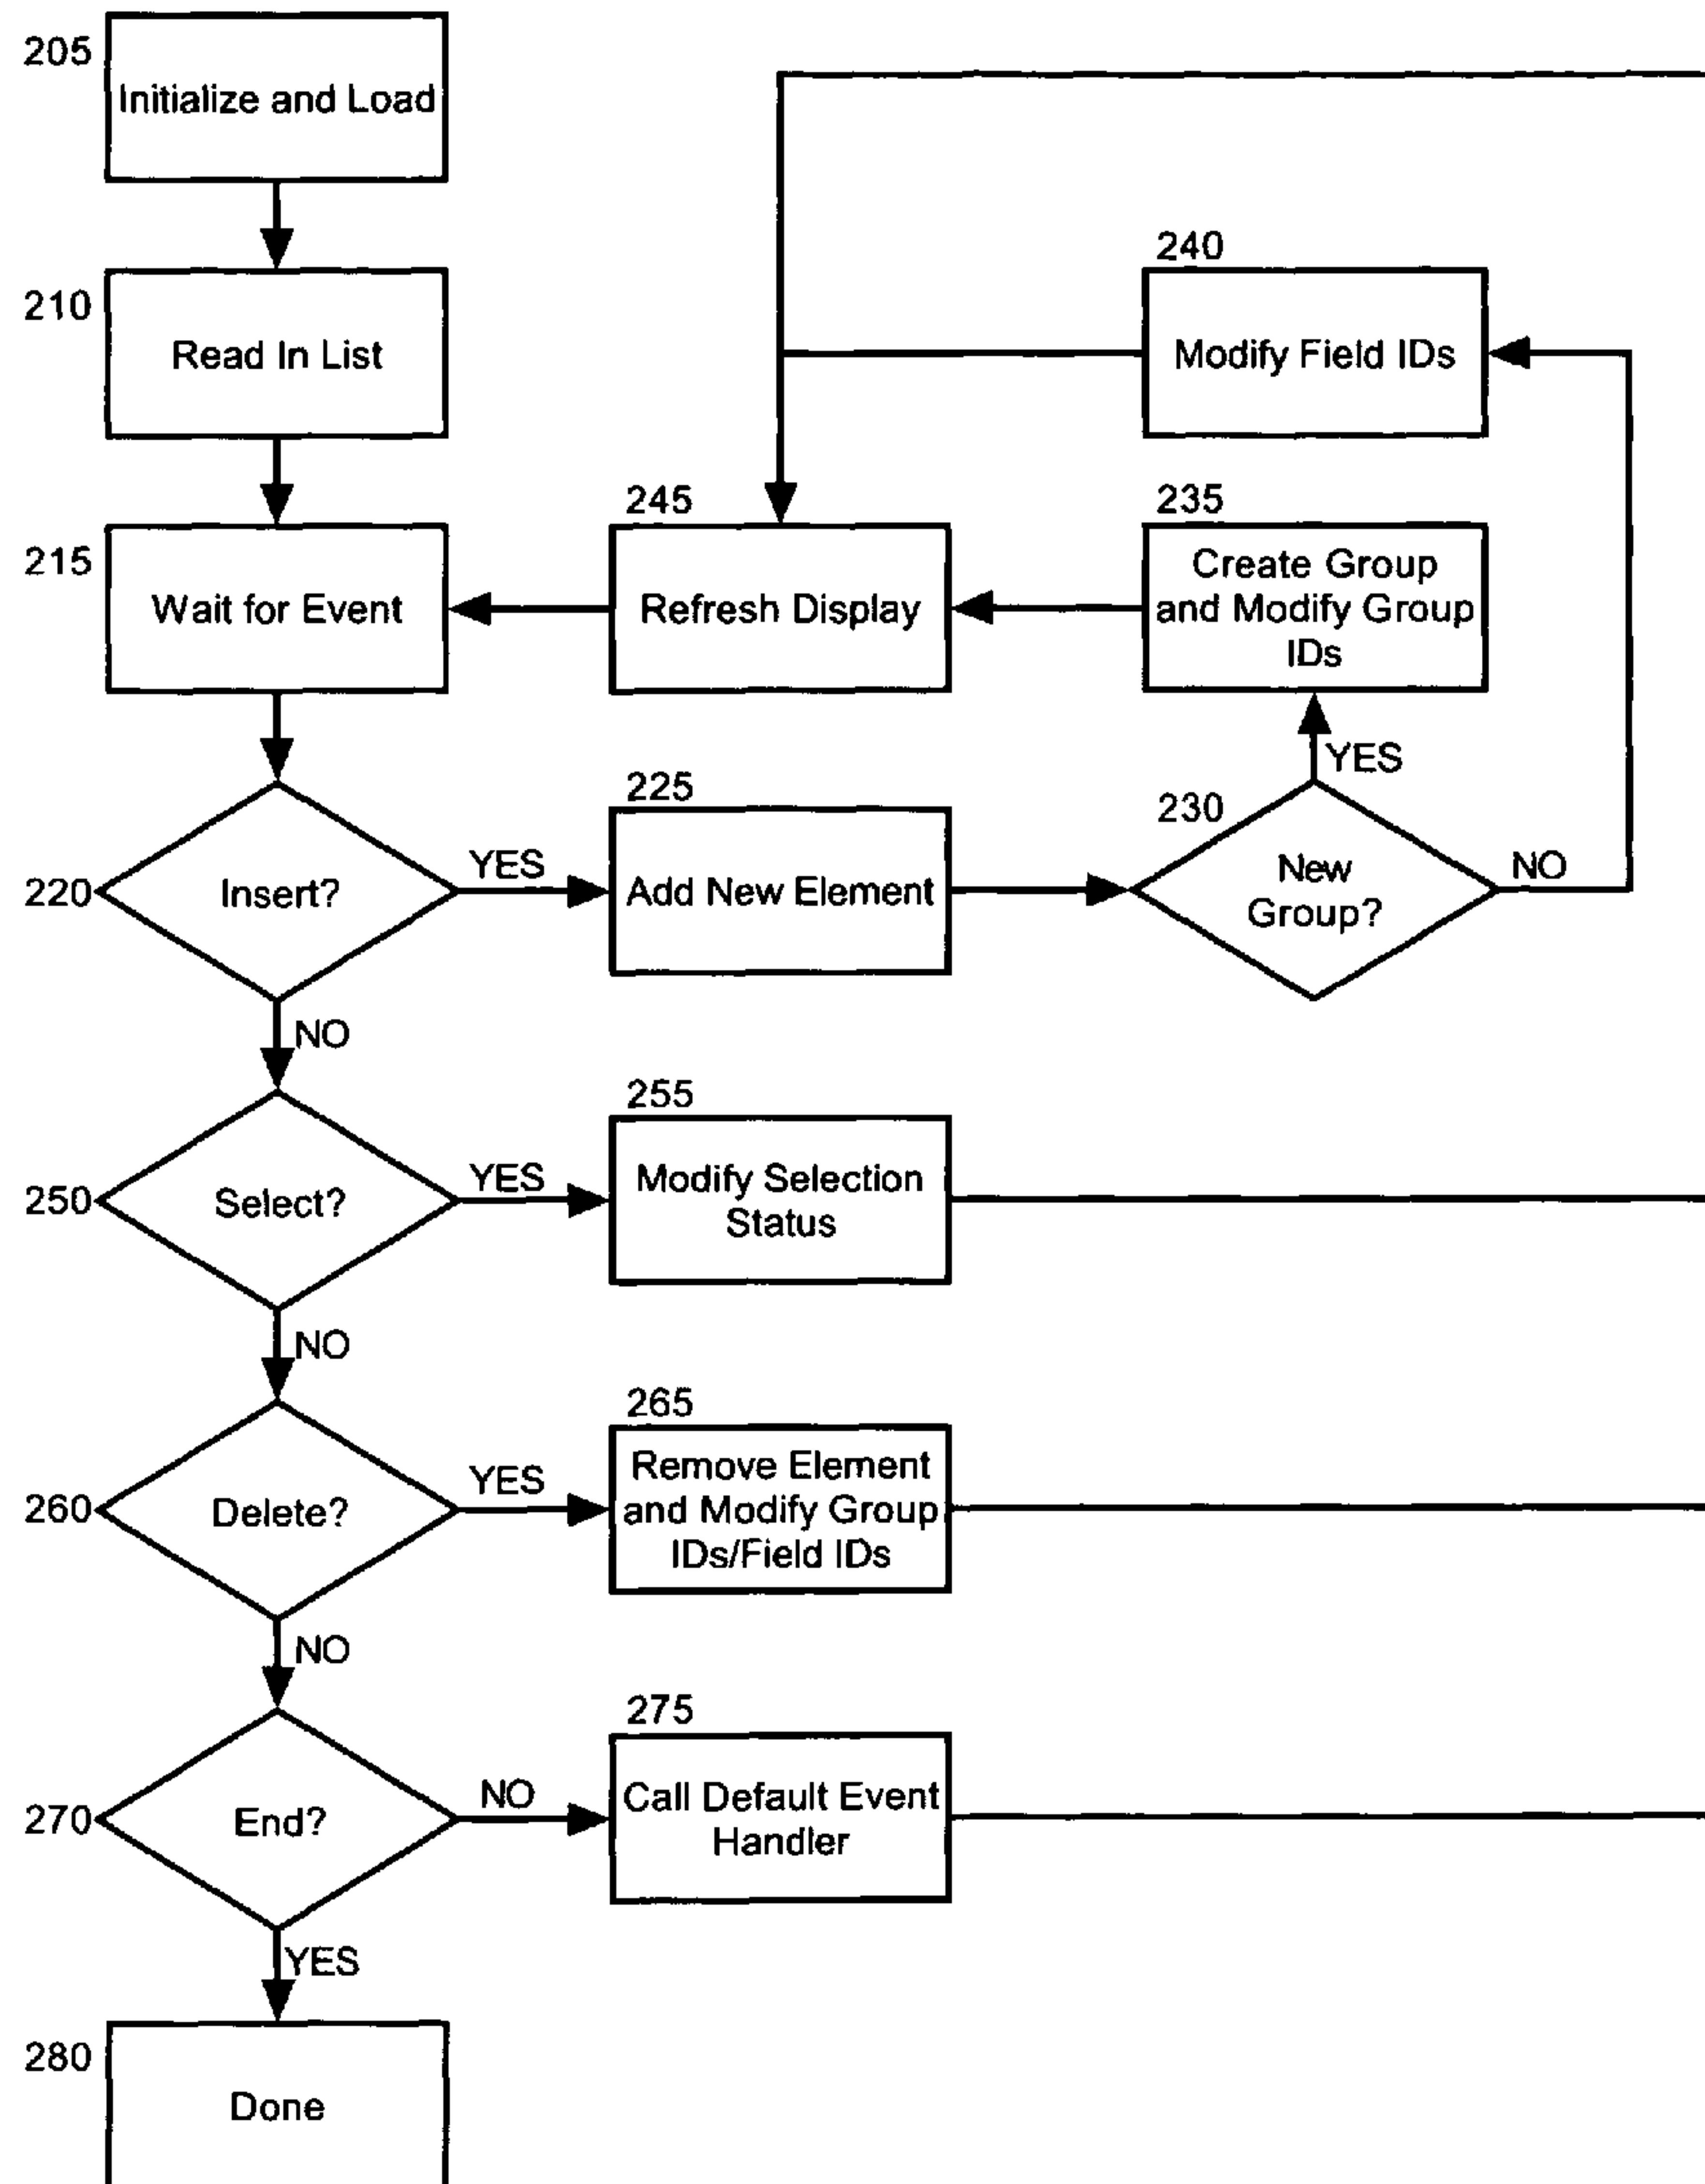 205
Initialize and Load
240
210
Read In List
Modify Field IDs
245
235
215
Wait for Event
Refresh Display
Create Group
and Modify Group
IDs
YES
225
230
220
Insert?
YES
Add New Element
New
Group?
NO
NO
255
250
Select?
YES
Modify Selection
Status
NO
265
260
Delete?
YES
Remove Element
and Modify Group
IDs/Field IDs
NO
275
270
End?
NO
Call Default Event
Handler
YES
280
Done